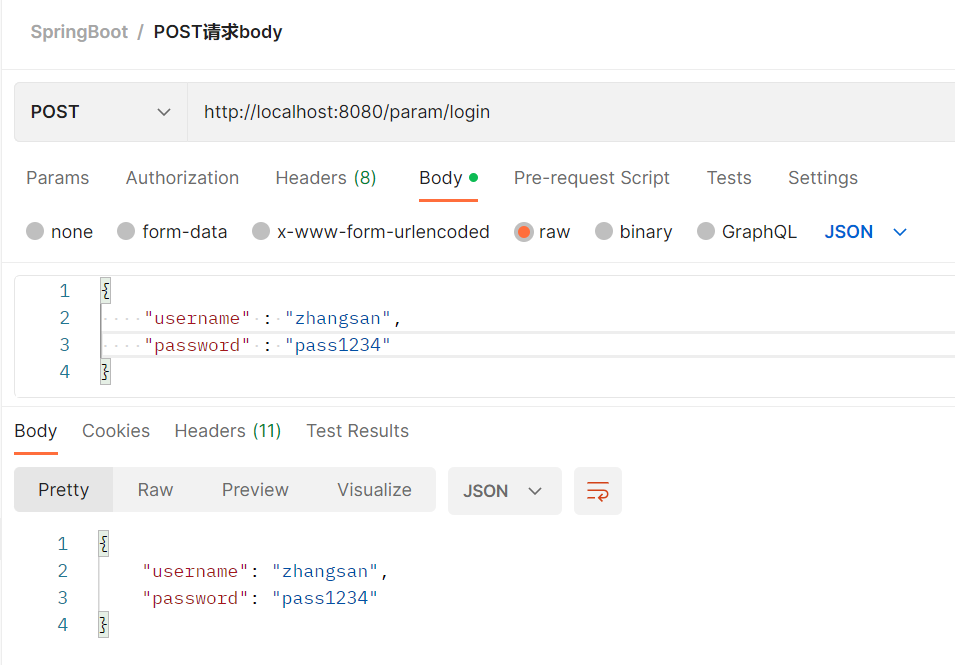 SpringBoot / POST请求body
POST http://localhost:8080/param/login
Params Authorization Headers (8) Body Pre-request Script Tests Settings
none form-data x-www-form-urlencoded raw binary GraphQL JSON
1 {
2 "username" : "zhangsan",
3 "password" : "pass1234"
4 }
Body Cookies Headers (11) Test Results
Pretty Raw Preview Visualize JSON
1 {
2 "username": "zhangsan",
3 "password": "pass1234"
4 }